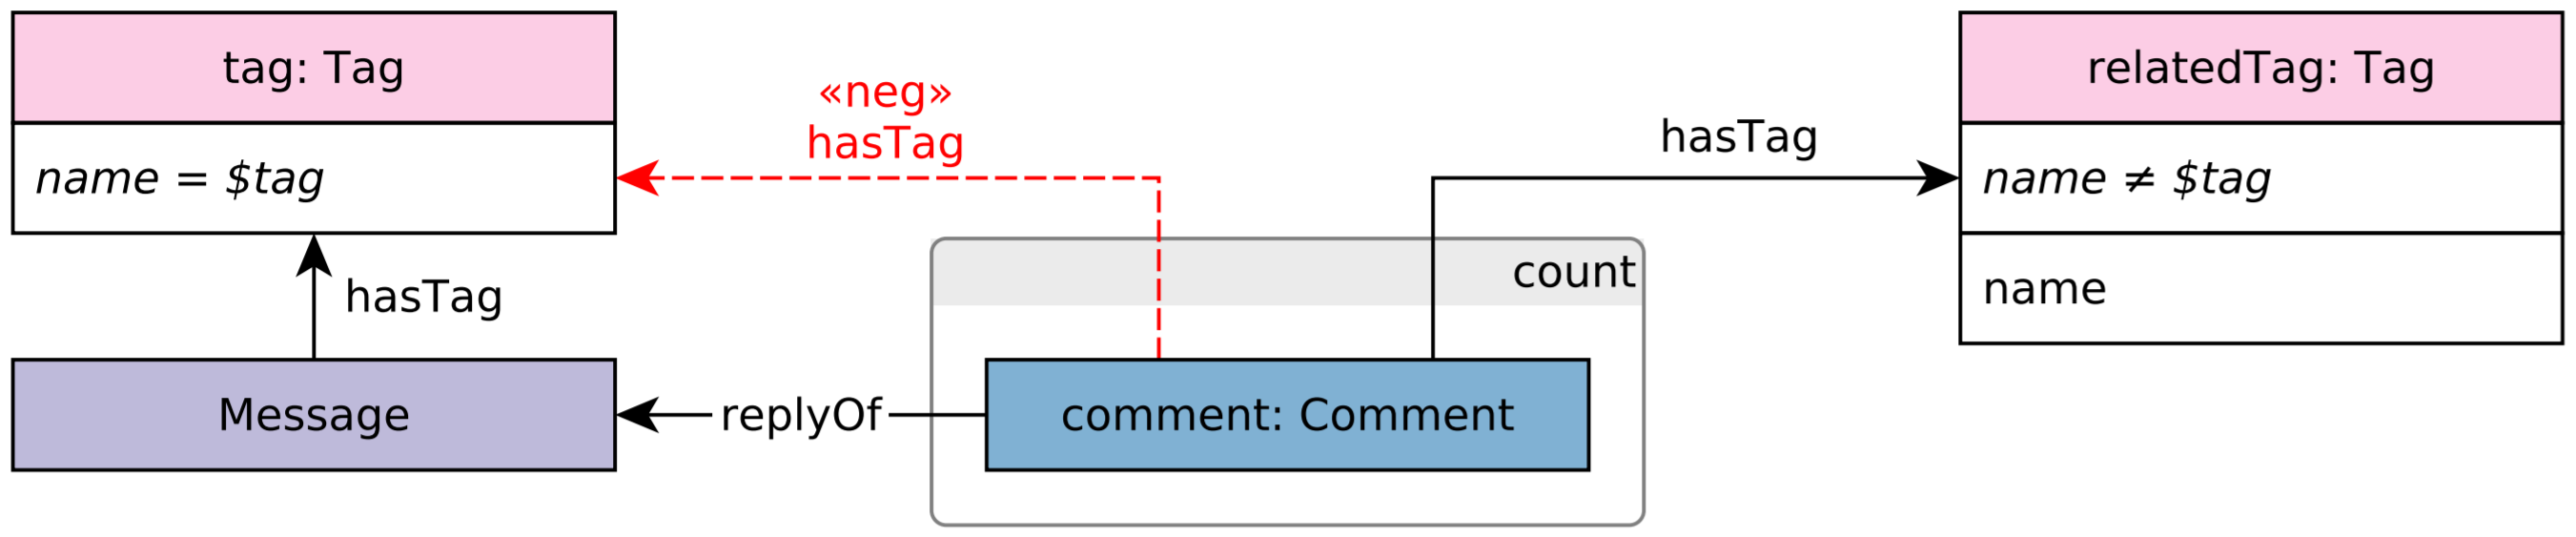 tag: Tag
name = $tag
hasTag
Message
«neg»
hasTag
replyOf
count
comment: Comment
hasTag
relatedTag: Tag
name ≠ $tag
name